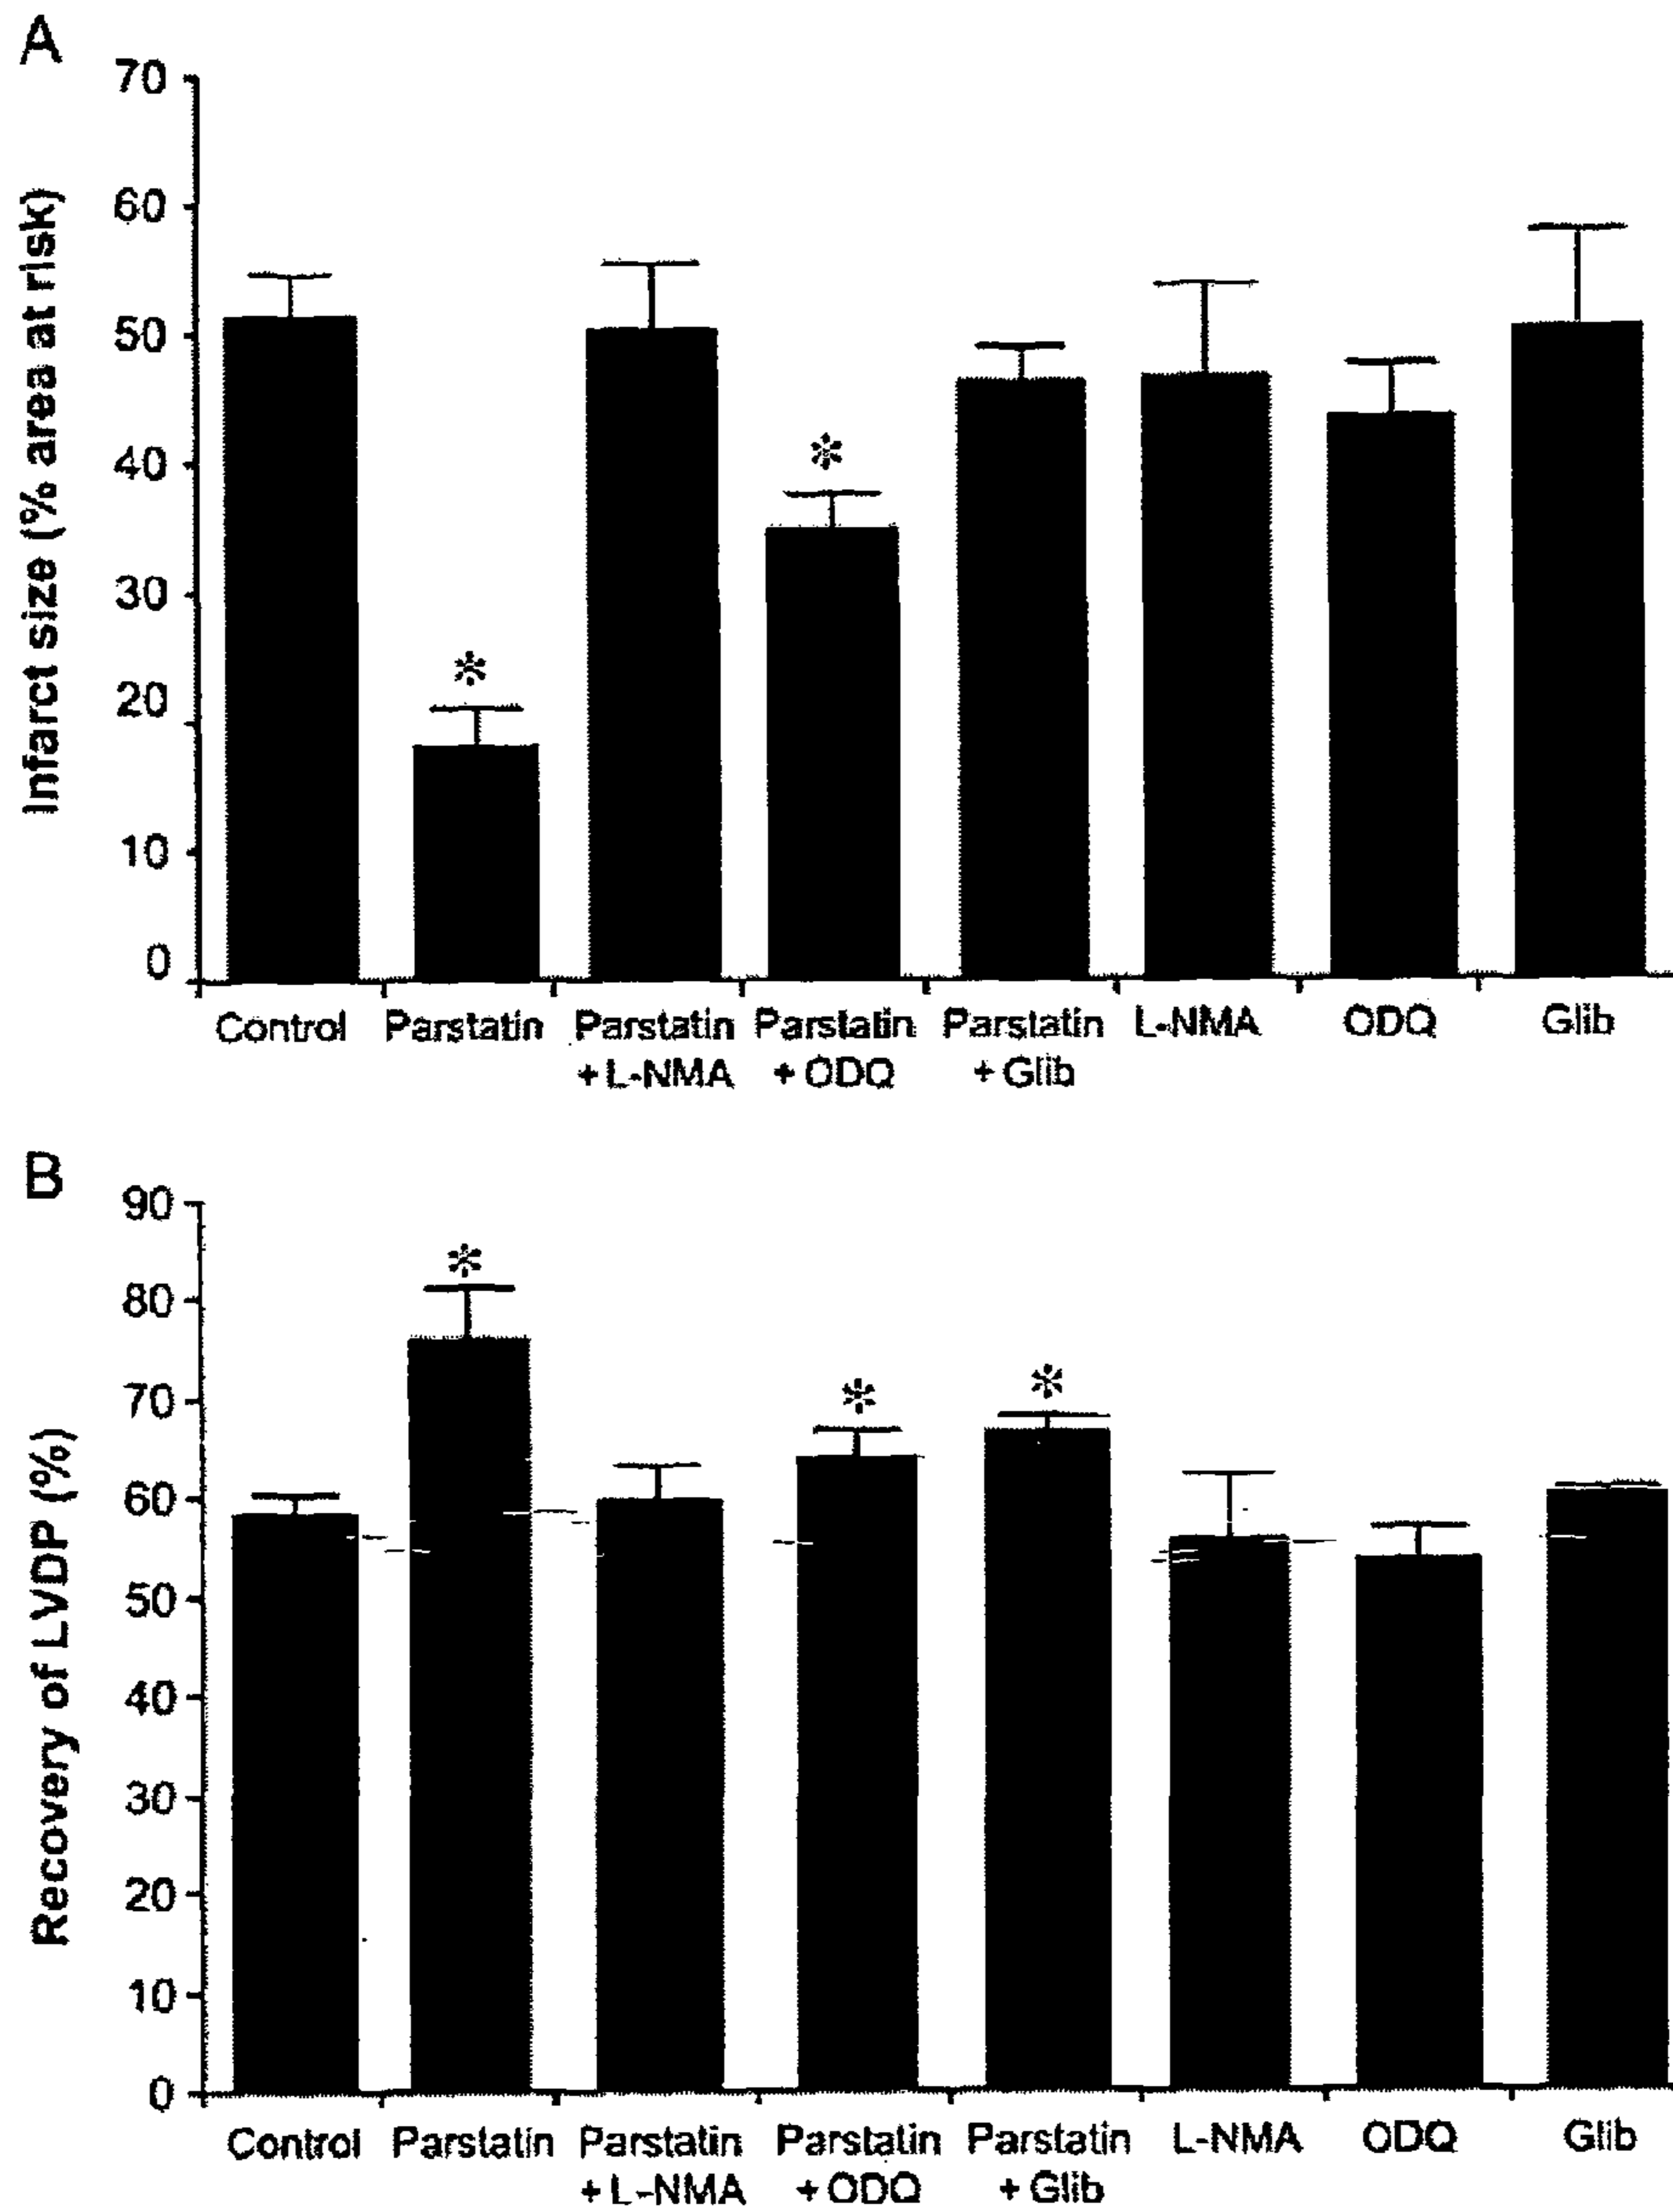 A
70
60
50
40
30
20
10
0
Infarct size (% area at risk)
*
*
Control Parstatin Parstatin Parstatin Parstatin L-NMA ODQ Glib
+ L-NMA + ODQ + Glib
B
90
80
70
60
50
40
30
20
10
0
Recovery of LVDP (%)
*
*
*
Control Parstatin Parstatin Parstatin Parstatin L-NMA ODQ Glib
+ L-NMA + ODQ + Glib